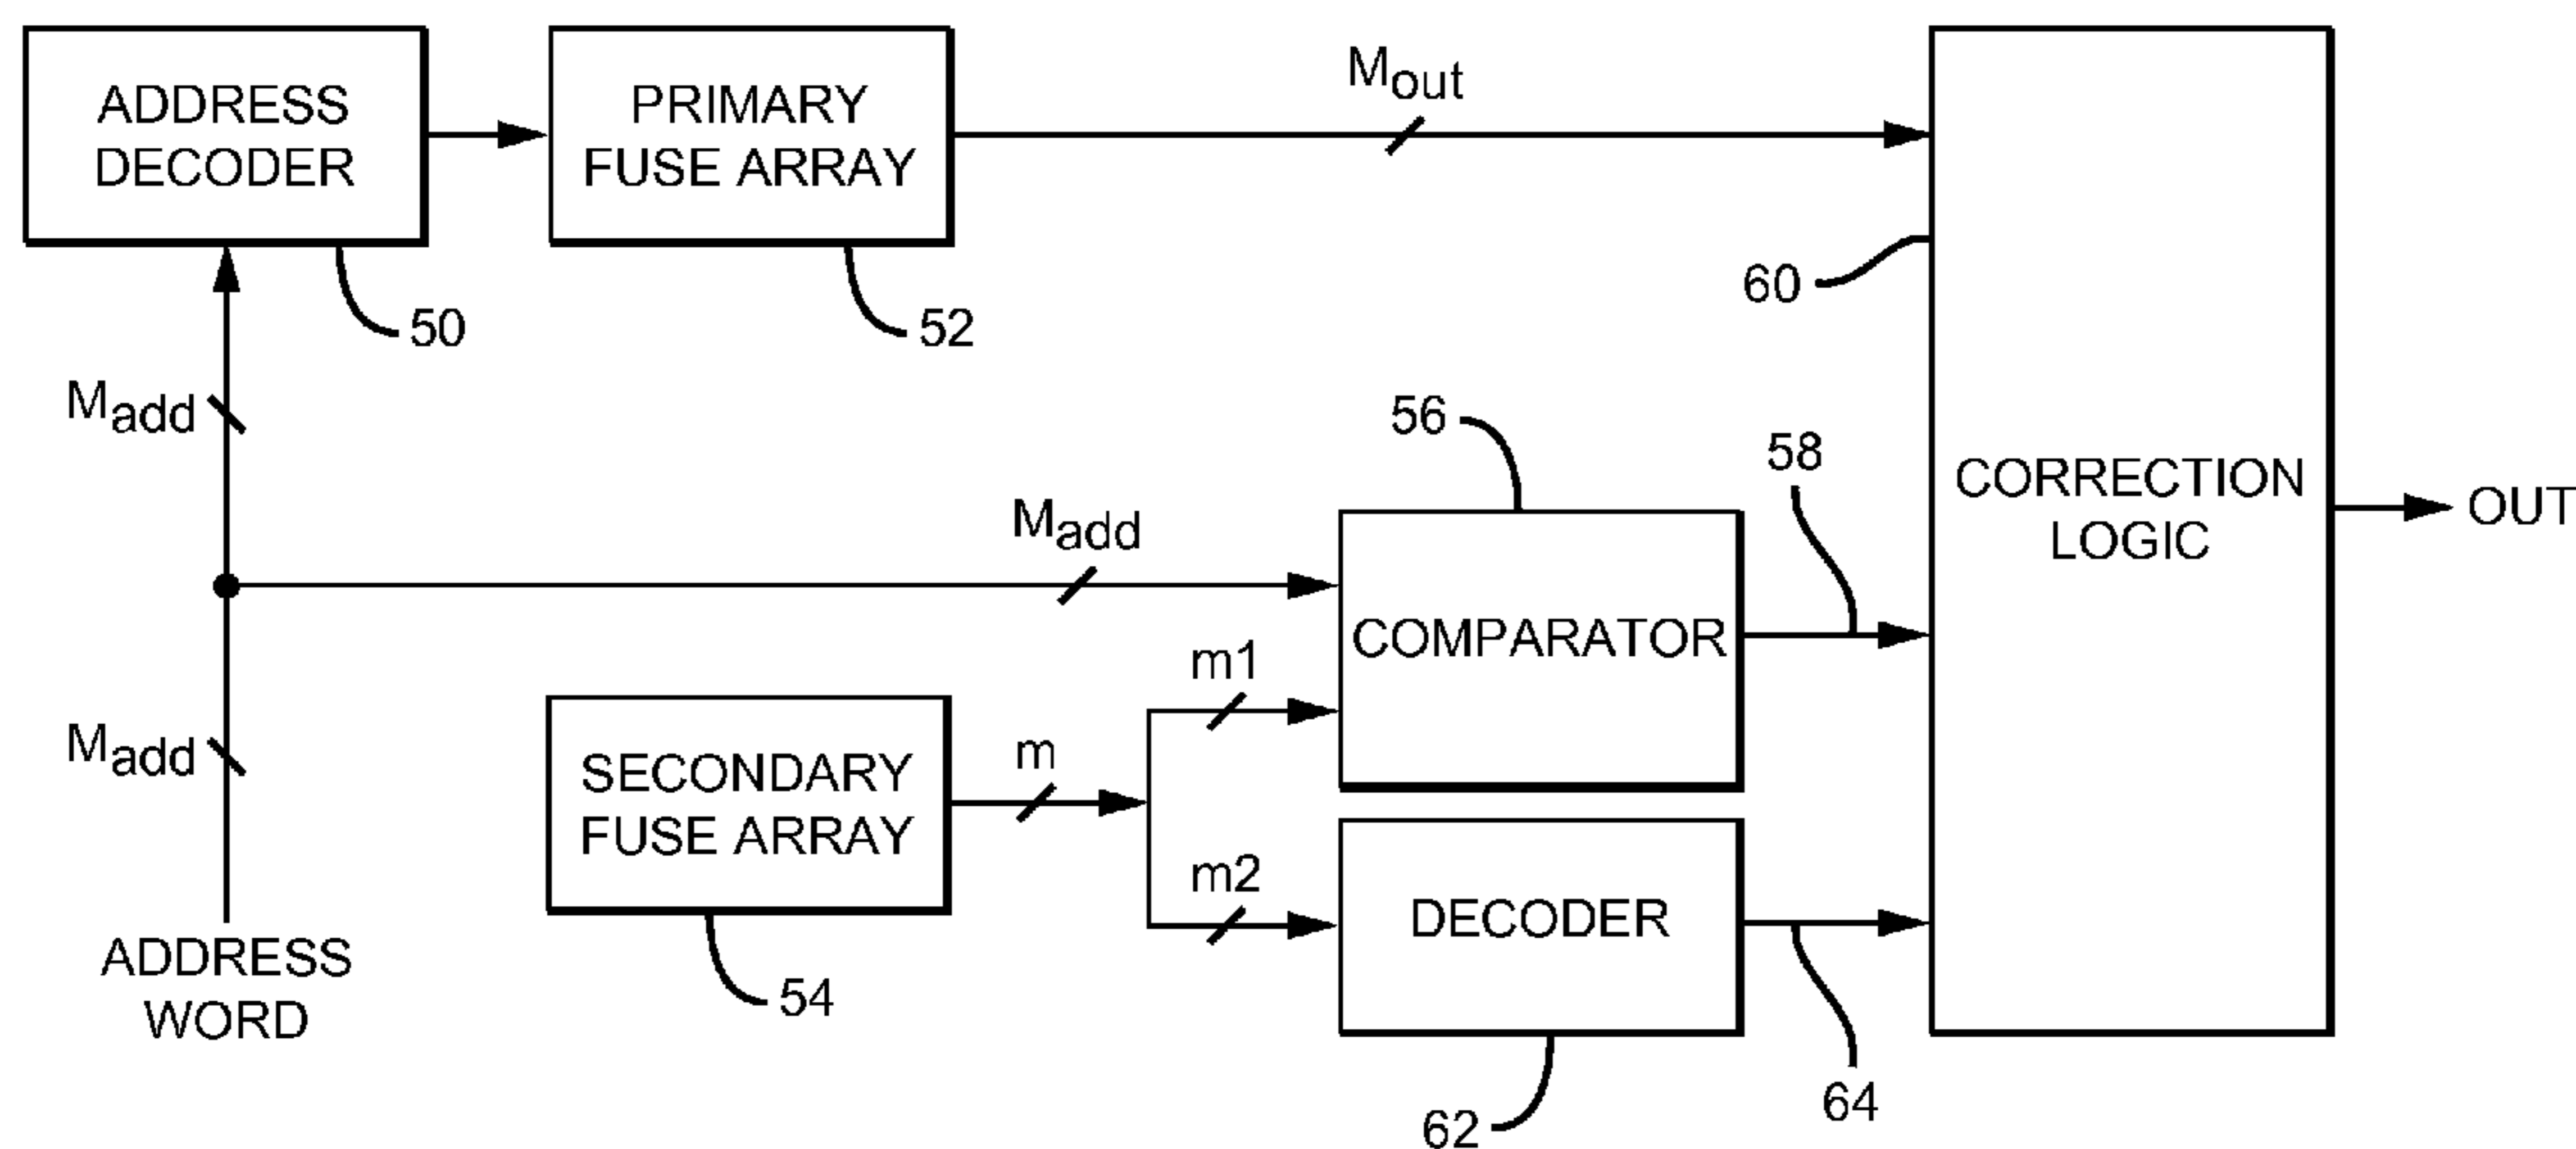 ADDRESS
DECODER
PRIMARY
FUSE ARRAY
Mout
60
50
52
Madd
56
58
Madd
CORRECTION
LOGIC
OUT
COMPARATOR
m1
Madd
SECONDARY
FUSE ARRAY
m
m2
DECODER
ADDRESS
WORD
54
62
64